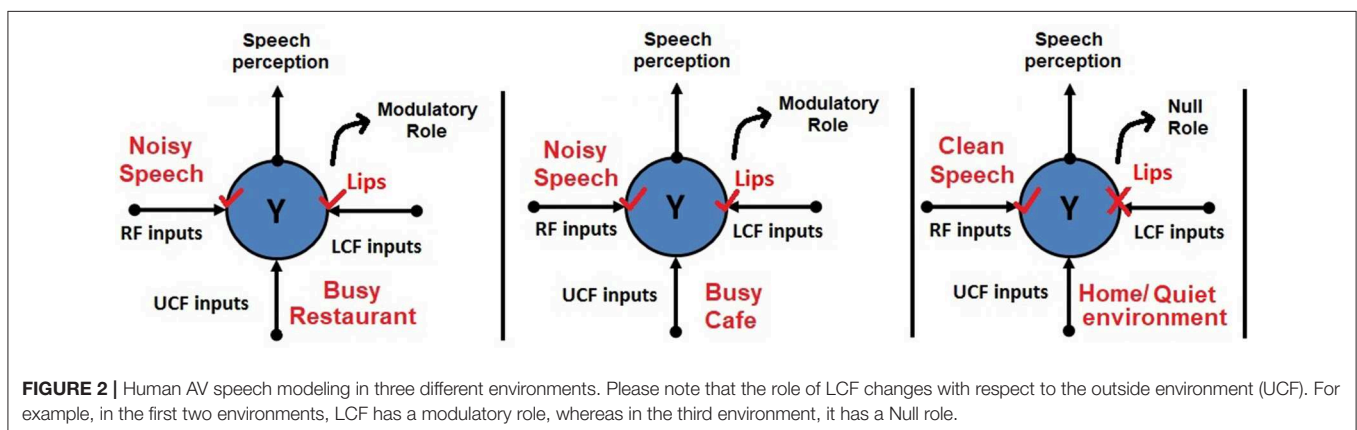 Speech
perception
Modulatory
Role
Noisy
Speech
Lips
Y
RF inputs
LCF inputs
UCF inputs
Busy
Restaurant
Speech
perception
Modulatory
Role
Noisy
Speech
Lips
Y
RF inputs
LCF inputs
UCF inputs
Busy
Cafe
Speech
perception
Null
Role
Clean
Speech
Lips
Y
RF inputs
LCF inputs
UCF inputs
Home/ Quiet
environment
FIGURE 2 | Human AV speech modeling in three different environments. Please note that the role of LCF changes with respect to the outside environment (UCF). For
example, in the first two environments, LCF has a modulatory role, whereas in the third environment, it has a Null role.